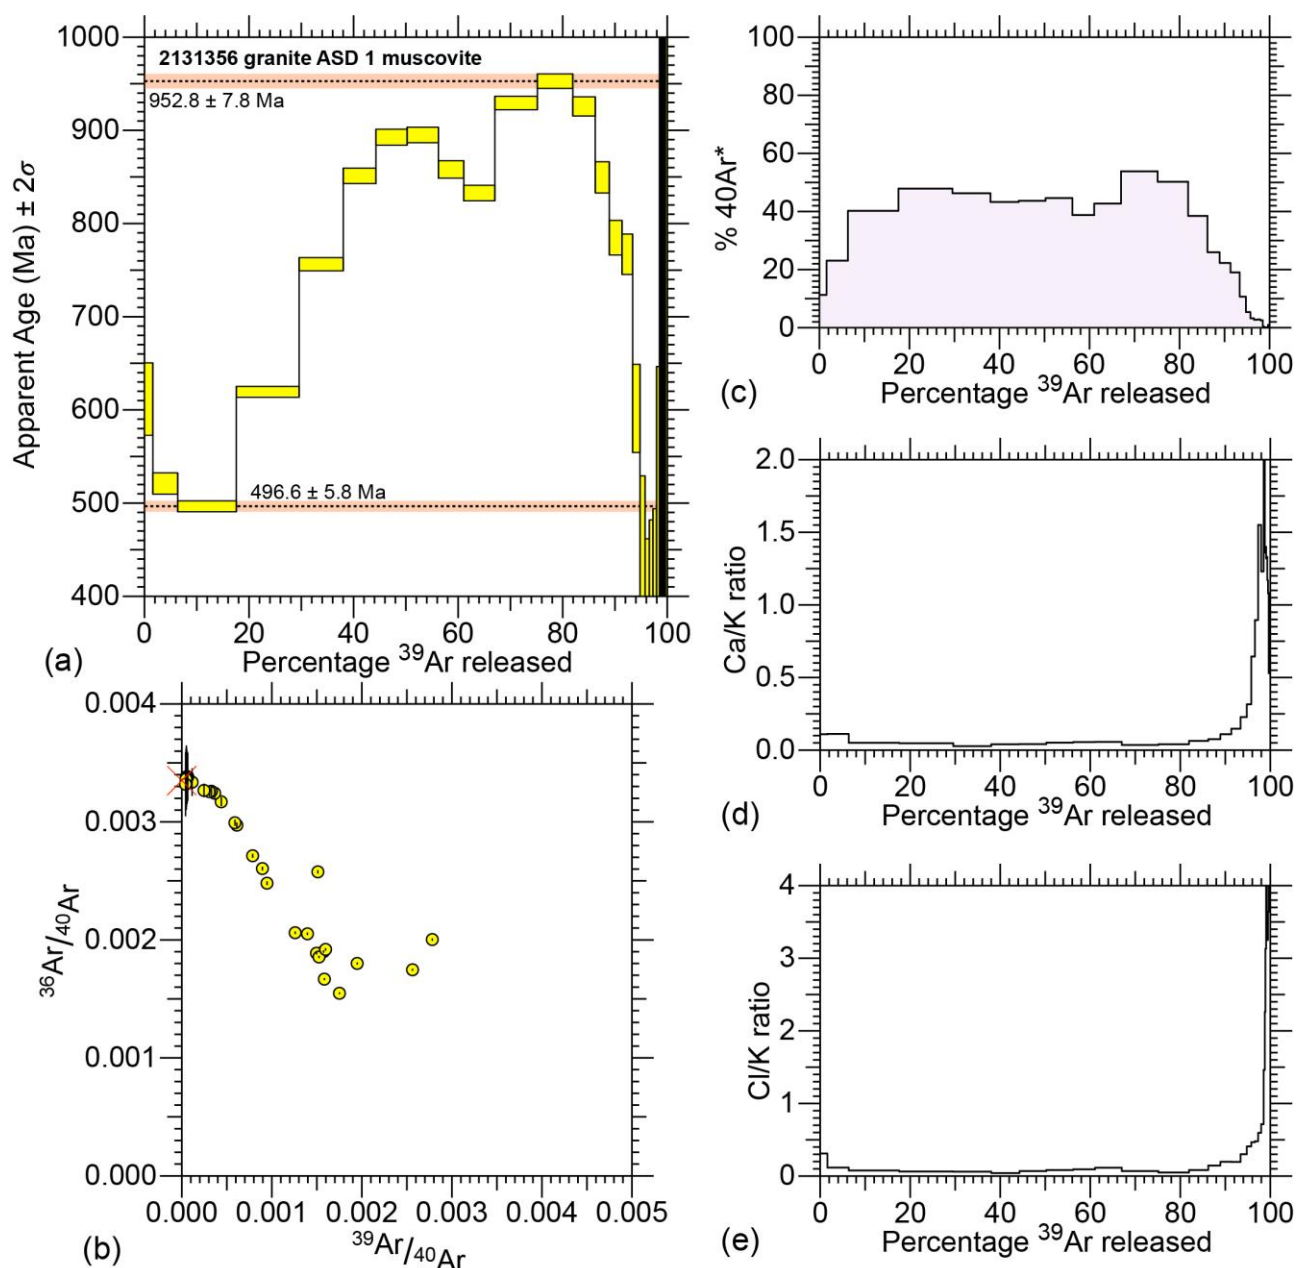 2131356 granite ASD 1 muscovite
952.8 ± 7.8 Ma
496.6 ± 5.8 Ma
Apparent Age (Ma) ± 2σ
1000
900
800
700
600
500
400
0 20 40 60 80 100
Percentage ³⁹Ar released
(a)
% 40Ar*
100
80
60
40
20
0
0 20 40 60 80 100
Percentage ³⁹Ar released
(c)
³⁶Ar/⁴⁰Ar
0.004
0.003
0.002
0.001
0.000
0.000 0.001 0.002 0.003 0.004 0.005
³⁹Ar/⁴⁰Ar
(b)
Ca/K ratio
2.0
1.5
1.0
0.5
0.0
0 20 40 60 80 100
Percentage ³⁹Ar released
(d)
Cl/K ratio
4
3
2
1
0
0 20 40 60 80 100
Percentage ³⁹Ar released
(e)